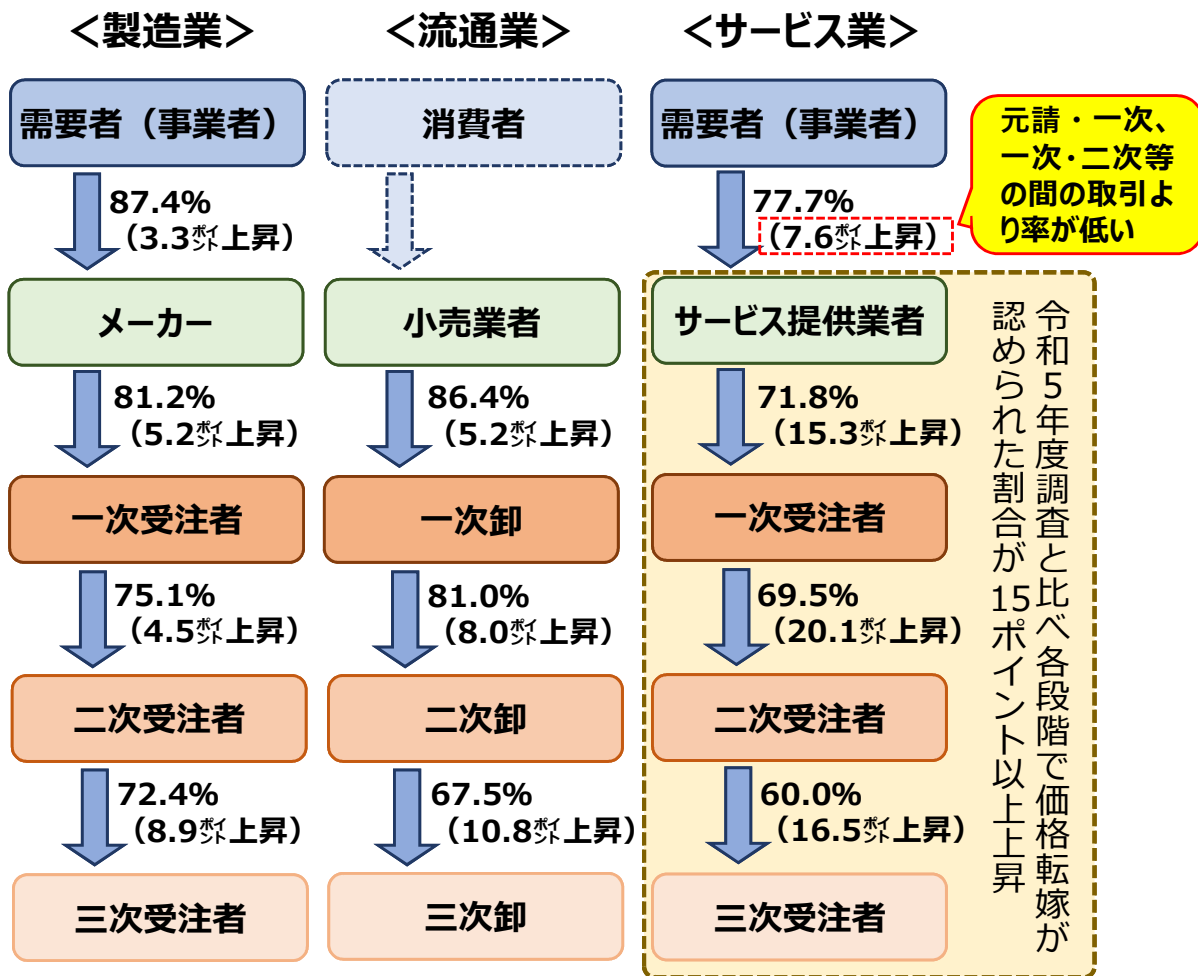 ＜製造業＞
需要者（事業者）
87.4%
（3.3ポイント上昇）
メーカー
81.2%
（5.2ポイント上昇）
一次受注者
75.1%
（4.5ポイント上昇）
二次受注者
72.4%
（8.9ポイント上昇）
三次受注者
＜流通業＞
消費者
小売業者
86.4%
（5.2ポイント上昇）
一次卸
81.0%
（8.0ポイント上昇）
二次卸
67.5%
（10.8ポイント上昇）
三次卸
＜サービス業＞
需要者（事業者）
77.7%
（7.6ポイント上昇）
元請・一次、
一次・二次等
の間の取引よ
り率が低い
サービス提供業者
71.8%
（15.3ポイント上昇）
一次受注者
69.5%
（20.1ポイント上昇）
二次受注者
60.0%
（16.5ポイント上昇）
三次受注者
令和５年度調査と比べ各段階で価格転嫁が
認められた割合が15ポイント以上上昇